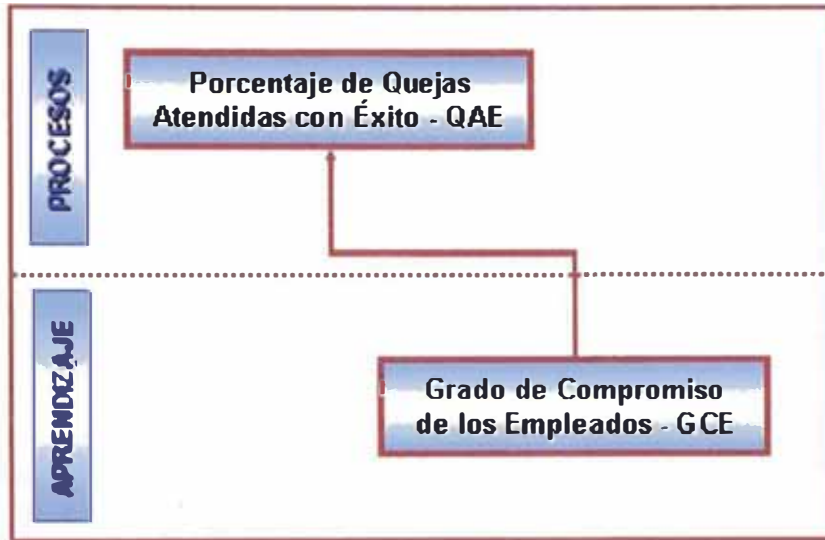 PROCESOS
Porcentaje de Quejas
Atendidas con Éxito - QAE
APRENDIZAJE
Grado de Compromiso
de los Empleados - GCE